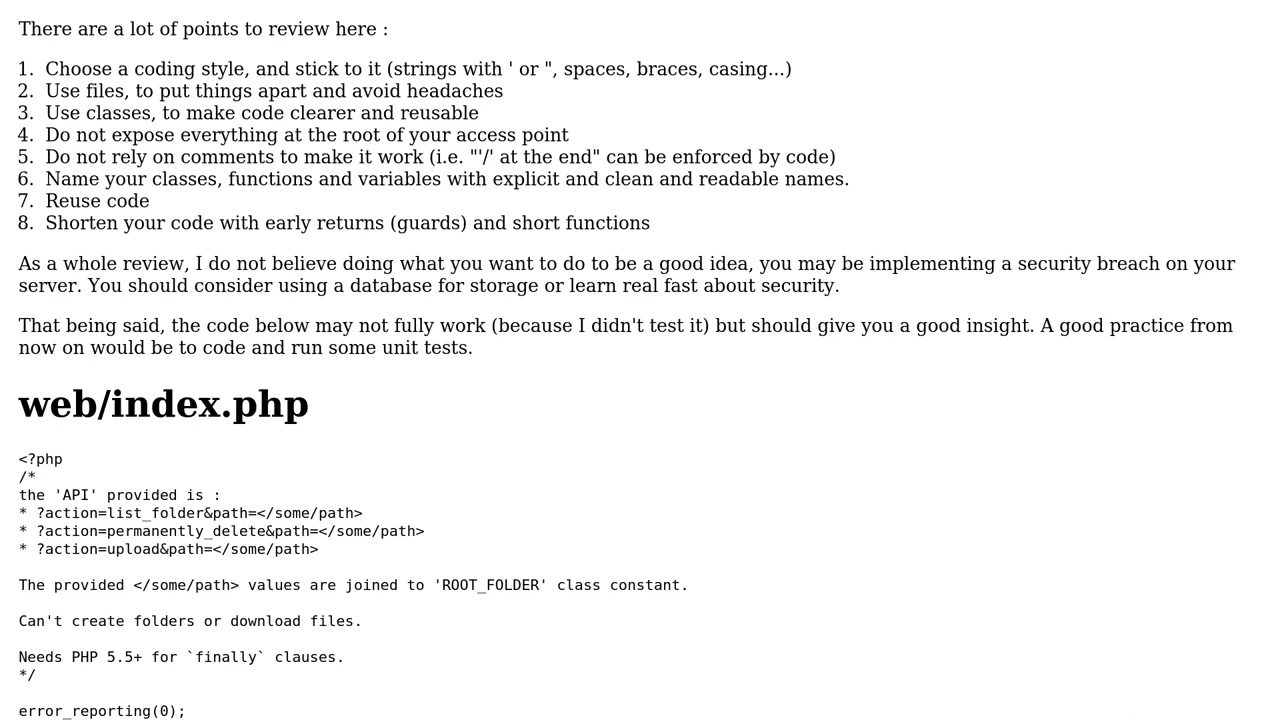 There are a lot of points to review here :
1. Choose a coding style, and stick to it (strings with ' or ", spaces, braces, casing...)
2. Use files, to put things apart and avoid headaches
3. Use classes, to make code clearer and reusable
4. Do not expose everything at the root of your access point
5. Do not rely on comments to make it work (i.e. "'/' at the end" can be enforced by code)
6. Name your classes, functions and variables with explicit and clean and readable names.
7. Reuse code
8. Shorten your code with early returns (guards) and short functions
As a whole review, I do not believe doing what you want to do to be a good idea, you may be implementing a security breach on your
server. You should consider using a database for storage or learn real fast about security.
That being said, the code below may not fully work (because I didn't test it) but should give you a good insight. A good practice from
now on would be to code and run some unit tests.
web/index.php
<?php
/*
the 'API' provided is :
* ?action=list_folder&path=</some/path>
* ?action=permanently_delete&path=</some/path>
* ?action=upload&path=</some/path>
The provided </some/path> values are joined to 'ROOT_FOLDER' class constant.
Can't create folders or download files.
Needs PHP 5.5+ for `finally` clauses.
*/
error_reporting(0);